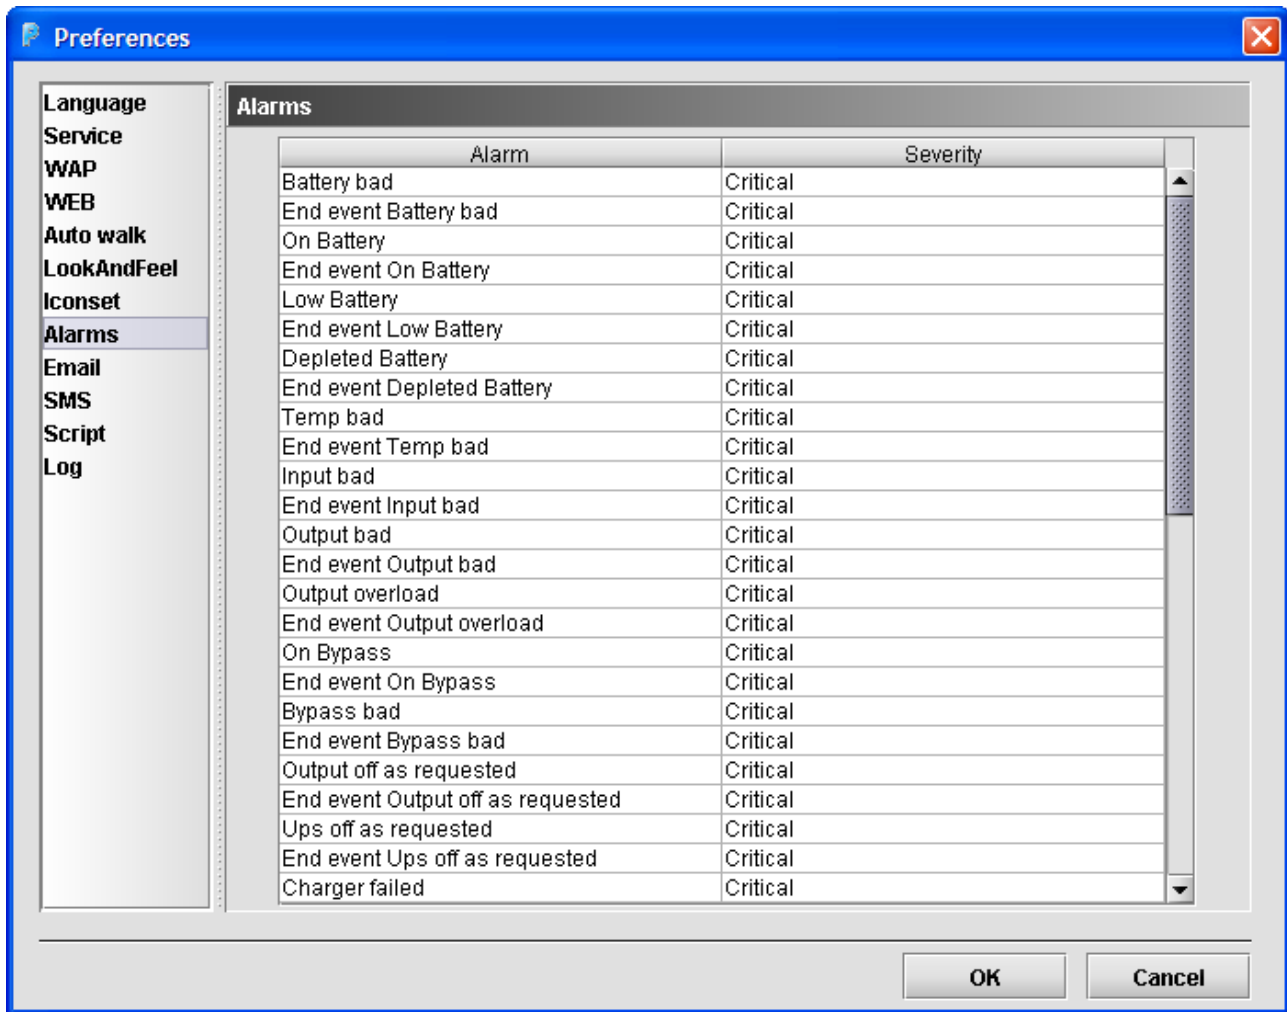 Preferences
Language
Service
WAP
WEB
Auto walk
LookAndFeel
Iconset
Alarms
Email
SMS
Script
Log
Alarms
Alarm Severity
Battery bad Critical
End event Battery bad Critical
On Battery Critical
End event On Battery Critical
Low Battery Critical
End event Low Battery Critical
Depleted Battery Critical
End event Depleted Battery Critical
Temp bad Critical
End event Temp bad Critical
Input bad Critical
End event Input bad Critical
Output bad Critical
End event Output bad Critical
Output overload Critical
End event Output overload Critical
On Bypass Critical
End event On Bypass Critical
Bypass bad Critical
End event Bypass bad Critical
Output off as requested Critical
End event Output off as requested Critical
Ups off as requested Critical
End event Ups off as requested Critical
Charger failed Critical
OK Cancel